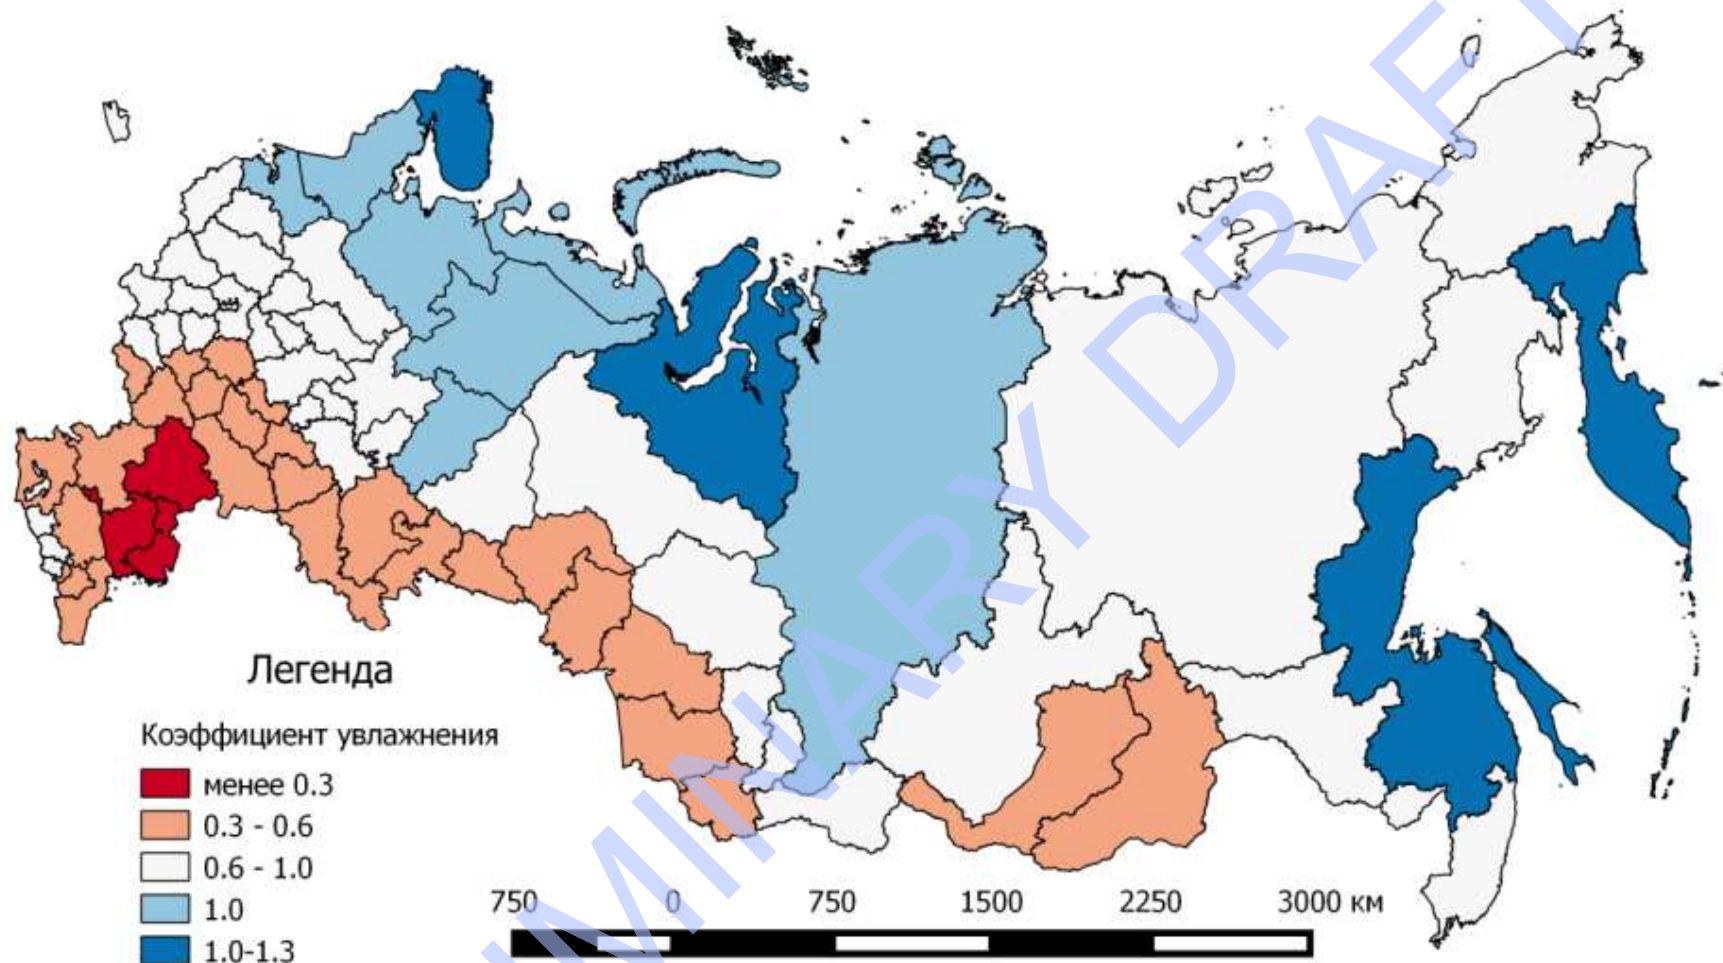 Легенда
Коэффициент увлажнения
менее 0.3
0.3 - 0.6
0.6 - 1.0
1.0
1.0-1.3
750 0 750 1500 2250 3000 км
IMINARY DRAFT